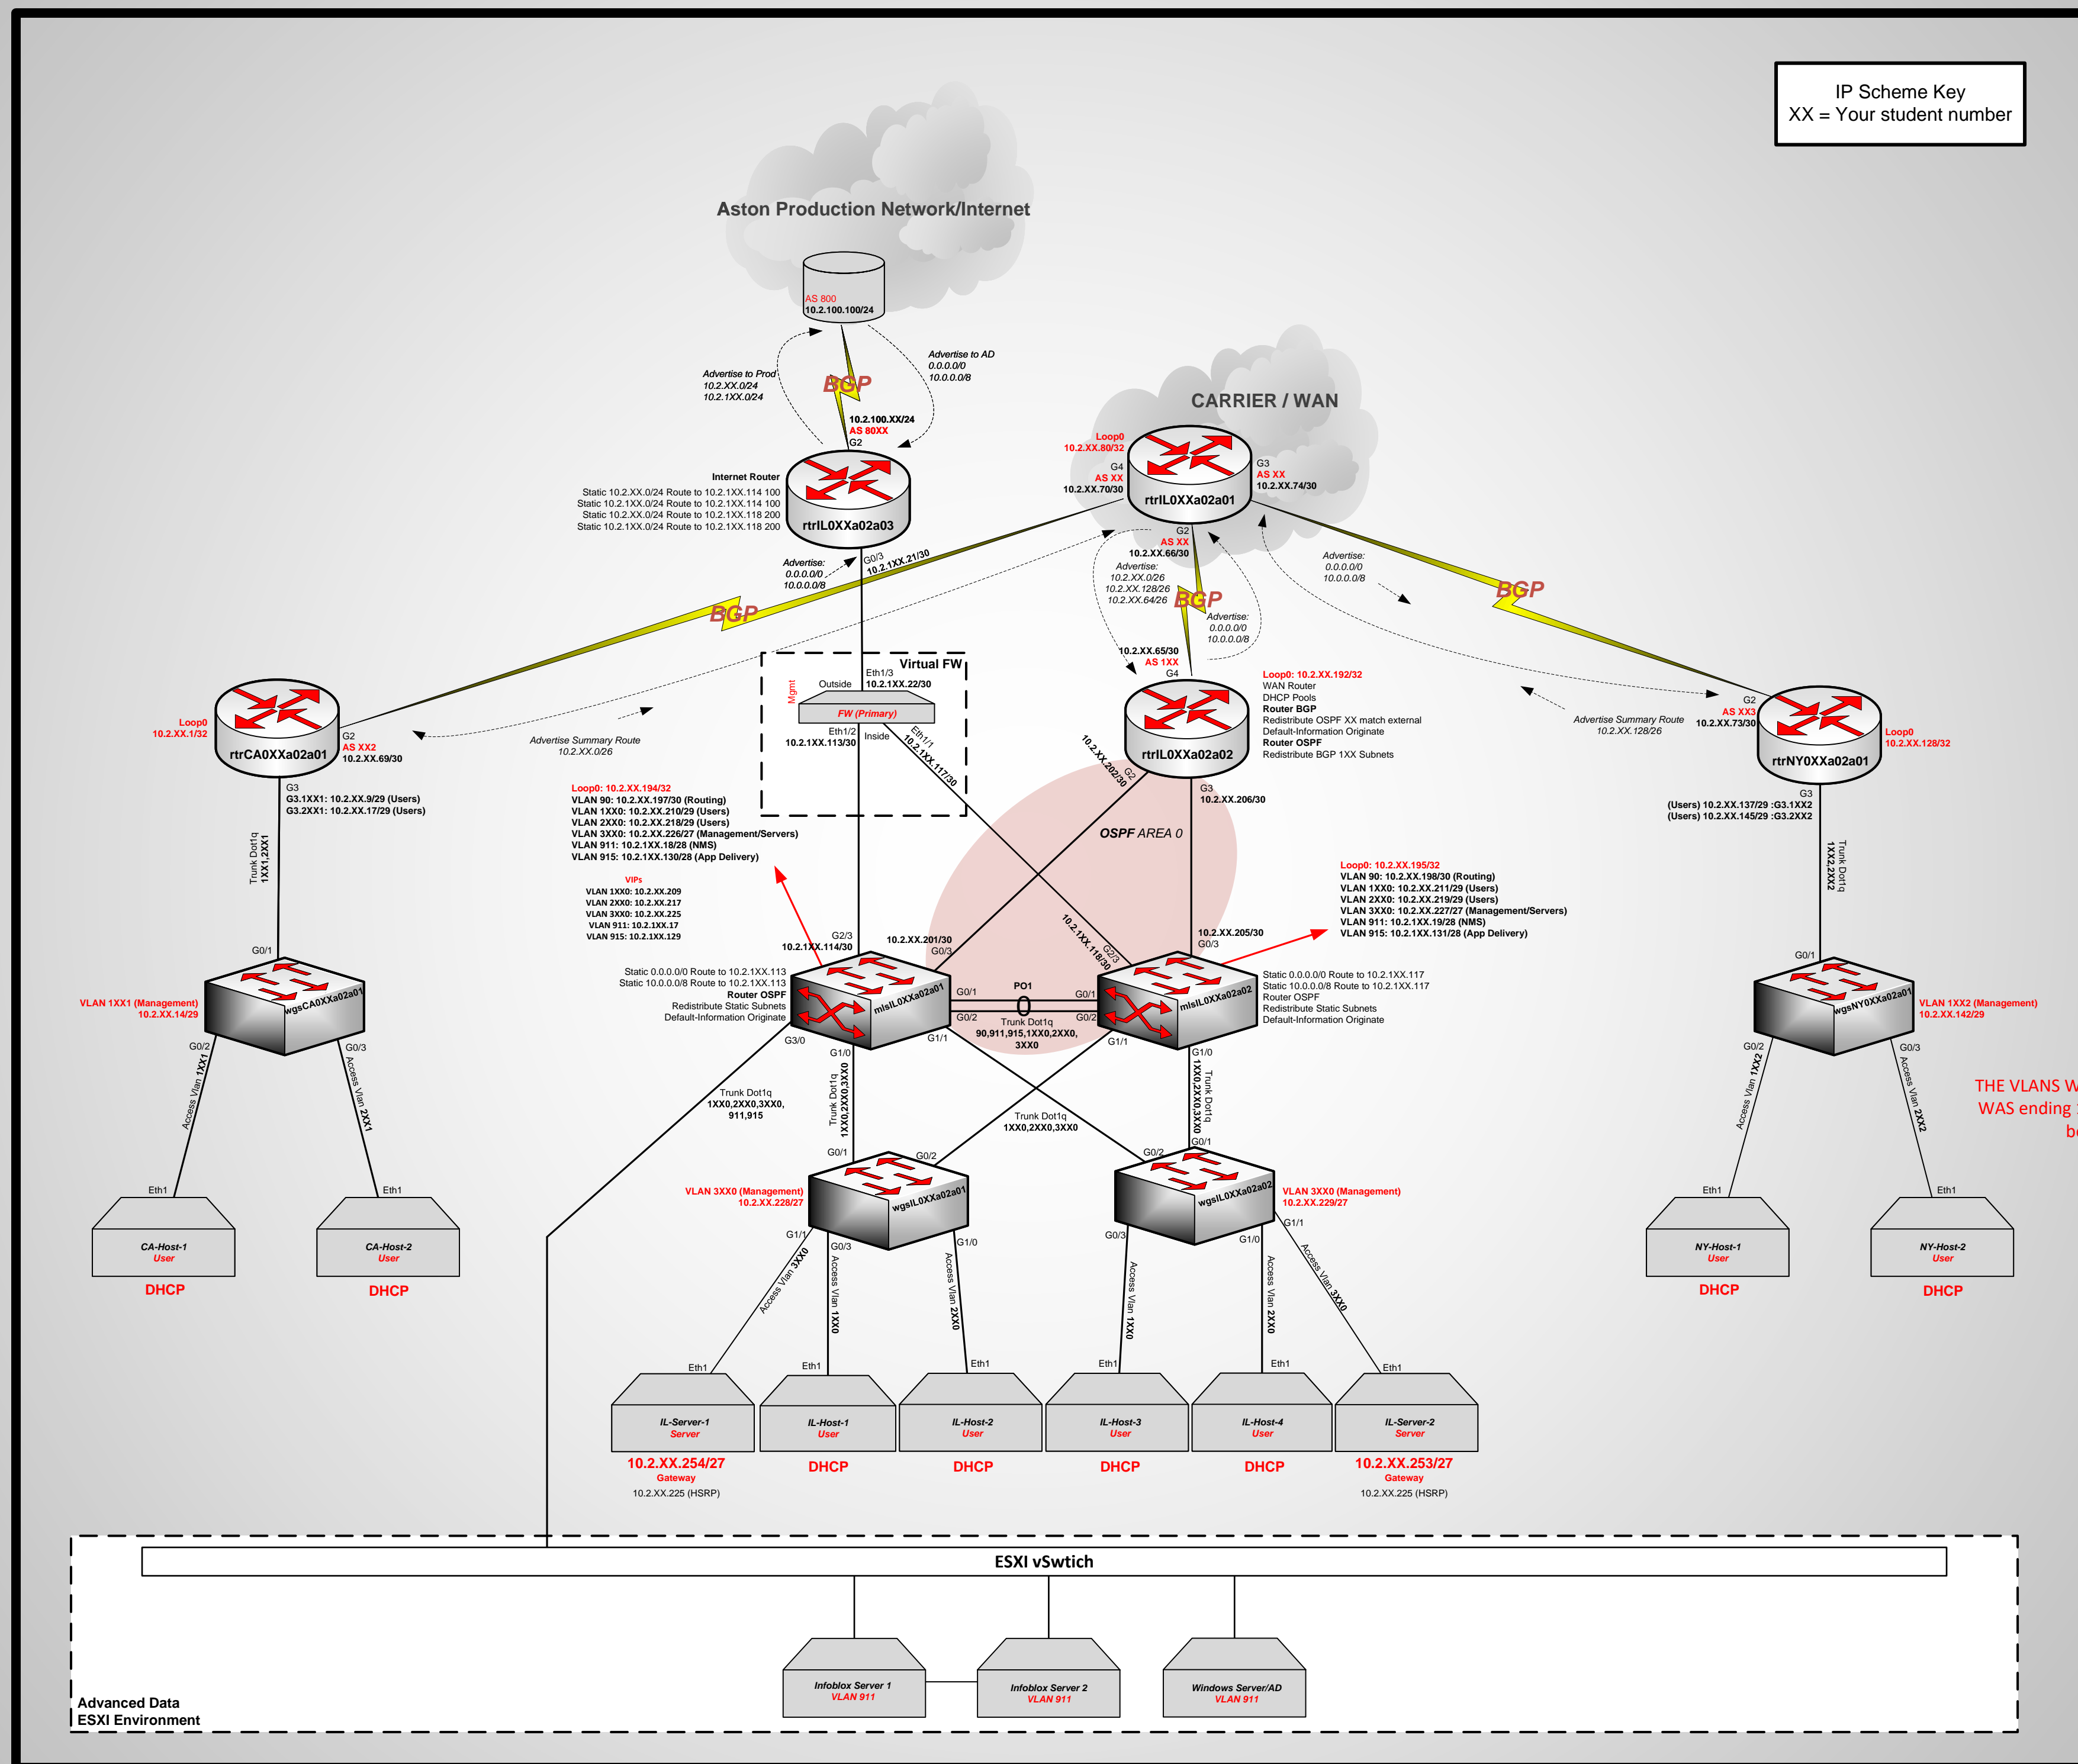 IP Scheme Key
XX = Your student number
Aston Production Network/Internet
AS 800
10.2.100.100/24
Advertise to Prod
10.2.XX.0/24
10.2.1XX.0/24
BGP
Advertise to AD
0.0.0.0/0
10.0.0.0/8
10.2.100.XX/24
AS 80XX
G2
Internet Router
Static 10.2.XX.0/24 Route to 10.2.1XX.114 100
Static 10.2.1XX.0/24 Route to 10.2.1XX.114 100
Static 10.2.XX.0/24 Route to 10.2.1XX.118 200
Static 10.2.1XX.0/24 Route to 10.2.1XX.118 200
rtrIL0XXa02a03
G0/3
10.2.1XX.21/30
Advertise:
0.0.0.0/0
10.0.0.0/8
CARRIER / WAN
Loop0
10.2.XX.80/32
G4
AS XX
10.2.XX.70/30
rtrIL0XXa02a01
G3
AS XX
10.2.XX.74/30
G2
AS XX
10.2.XX.66/30
Advertise:
10.2.XX.0/26
10.2.XX.128/26
10.2.XX.64/26
BGP
Advertise:
0.0.0.0/0
10.0.0.0/8
Advertise:
0.0.0.0/0
10.0.0.0/8
BGP
BGP
10.2.XX.65/30
AS 1XX
G4
Virtual FW
Eth1/3
Outside
10.2.1XX.22/30
Mgmt
FW (Primary)
Eth1/2
10.2.1XX.113/30
Inside
Eth1/1
10.2.1XX.117/30
rtrIL0XXa02a02
Loop0: 10.2.XX.192/32
WAN Router
DHCP Pools
Router BGP
Redistribute OSPF XX match external
Default-Information Originate
Router OSPF
Redistribute BGP 1XX Subnets
G2
10.2.XX.202/30
G3
10.2.XX.206/30
Loop0
10.2.XX.1/32
rtrCA0XXa02a01
G2
AS XX2
10.2.XX.69/30
Advertise Summary Route
10.2.XX.0/26
G3
G3.1XX1: 10.2.XX.9/29 (Users)
G3.2XX1: 10.2.XX.17/29 (Users)
Trunk Dot1q
1XX1,2XX1
Advertise Summary Route
10.2.XX.128/26
G2
AS XX3
10.2.XX.73/30
Loop0
10.2.XX.128/32
rtrNY0XXa02a01
G3
(Users) 10.2.XX.137/29 :G3.1XX2
(Users) 10.2.XX.145/29 :G3.2XX2
Trunk Dot1q
1XX2,2XX2
Loop0: 10.2.XX.194/32
VLAN 90: 10.2.XX.197/30 (Routing)
VLAN 1XX0: 10.2.XX.210/29 (Users)
VLAN 2XX0: 10.2.XX.218/29 (Users)
VLAN 3XX0: 10.2.XX.226/27 (Management/Servers)
VLAN 911: 10.2.1XX.18/28 (NMS)
VLAN 915: 10.2.1XX.130/28 (App Delivery)
VIPs
VLAN 1XX0: 10.2.XX.209
VLAN 2XX0: 10.2.XX.217
VLAN 3XX0: 10.2.XX.225
VLAN 911: 10.2.1XX.17
VLAN 915: 10.2.1XX.129
OSPF AREA 0
Loop0: 10.2.XX.195/32
VLAN 90: 10.2.XX.198/30 (Routing)
VLAN 1XX0: 10.2.XX.211/29 (Users)
VLAN 2XX0: 10.2.XX.219/29 (Users)
VLAN 3XX0: 10.2.XX.227/27 (Management/Servers)
VLAN 911: 10.2.1XX.19/28 (NMS)
VLAN 915: 10.2.1XX.131/28 (App Delivery)
G2/3
10.2.1XX.114/30
10.2.XX.201/30
G0/3
G2/3
10.2.1XX.118/30
10.2.XX.205/30
G0/3
Static 0.0.0.0/0 Route to 10.2.1XX.113
Static 10.0.0.0/8 Route to 10.2.1XX.113
Router OSPF
Redistribute Static Subnets
Default-Information Originate
mlsIL0XXa02a01
G0/1
G0/2
PO1
G0/1
G0/2
Trunk Dot1q
90,911,915,1XX0,2XX0,
3XX0
mlsIL0XXa02a02
Static 0.0.0.0/0 Route to 10.2.1XX.117
Static 10.0.0.0/8 Route to 10.2.1XX.117
Router OSPF
Redistribute Static Subnets
Default-Information Originate
G3/0
G1/0
G1/1
G1/1
G1/0
Trunk Dot1q
1XX0,2XX0,3XX0,
911,915
Trunk Dot1q
1XX0,2XX0,3XX0
Trunk Dot1q
1XX0,2XX0,3XX0
Trunk Dot1q
1XX0,2XX0,3XX0
G0/1
VLAN 1XX1 (Management)
10.2.XX.14/29
wgsCA0XXa02a01
G0/2
G0/3
Access Vlan 1XX1
Access Vlan 2XX1
G0/1
wgsNY0XXa02a01
VLAN 1XX2 (Management)
10.2.XX.142/29
G0/2
G0/3
Access Vlan 1XX2
Access Vlan 2XX2
THE VLANS W
WAS ending
Eth1
CA-Host-1
User
DHCP
Eth1
CA-Host-2
User
DHCP
G0/1
G0/2
VLAN 3XX0 (Management)
10.2.XX.228/27
wgsIL0XXa02a01
G1/1
G0/3
G1/0
Access Vlan 3XX0
Access Vlan 1XX0
Access Vlan 2XX0
G0/2
G0/1
wgsIL0XXa02a02
VLAN 3XX0 (Management)
10.2.XX.229/27
G0/3
G1/0
G1/1
Access Vlan 1XX0
Access Vlan 2XX0
Access Vlan 3XX0
Eth1
NY-Host-1
User
DHCP
Eth1
NY-Host-2
User
DHCP
Eth1
IL-Server-1
Server
10.2.XX.254/27
Gateway
10.2.XX.225 (HSRP)
Eth1
IL-Host-1
User
DHCP
Eth1
IL-Host-2
User
DHCP
Eth1
IL-Host-3
User
DHCP
Eth1
IL-Host-4
User
DHCP
Eth1
IL-Server-2
Server
10.2.XX.253/27
Gateway
10.2.XX.225 (HSRP)
ESXI vSwtich
Infoblox Server 1
VLAN 911
Infoblox Server 2
VLAN 911
Windows Server/AD
VLAN 911
Advanced Data
ESXI Environment